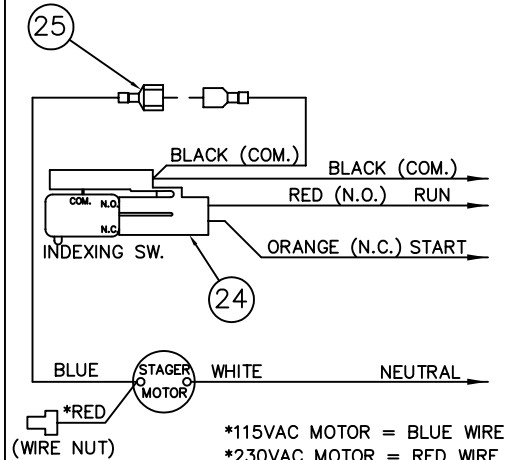 25
BLACK (COM.)
BLACK (COM.)
RED (N.O.) RUN
COM. N.O.
N.C.
INDEXING SW.
ORANGE (N.C.) START
24
BLUE
STAGER
MOTOR
WHITE
NEUTRAL
*RED
(WIRE NUT)
*115VAC MOTOR = BLUE WIRE
*230VAC MOTOR = RED WIRE